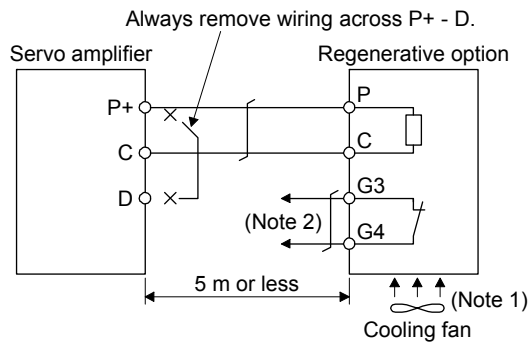 Always remove wiring across P+ - D.
Servo amplifier
Regenerative option
P+
P
C
C
D
G3
(Note 2)
G4
5 m or less
(Note 1)
Cooling fan